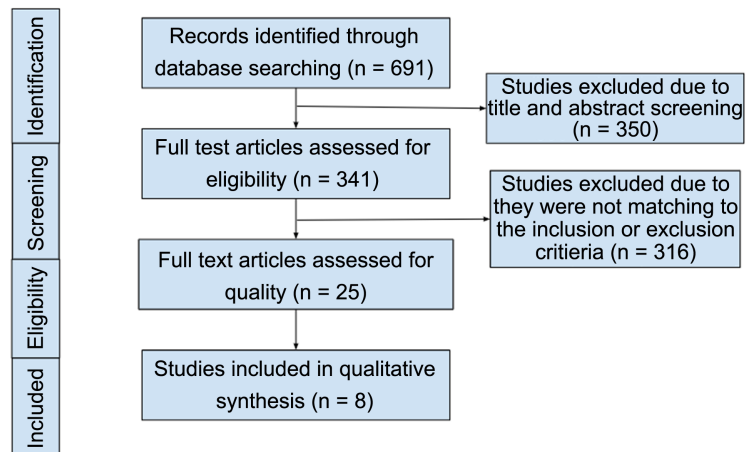 Identification
Records identified through
database searching (n = 691)
Studies excluded due to
title and abstract screening
(n = 350)
Screening
Full test articles assessed for
eligibility (n = 341)
Studies excluded due to
they were not matching to
the inclusion or exclusion
critieria (n = 316)
Eligibility
Full text articles assessed for
quality (n = 25)
Included
Studies included in qualitative
synthesis (n = 8)